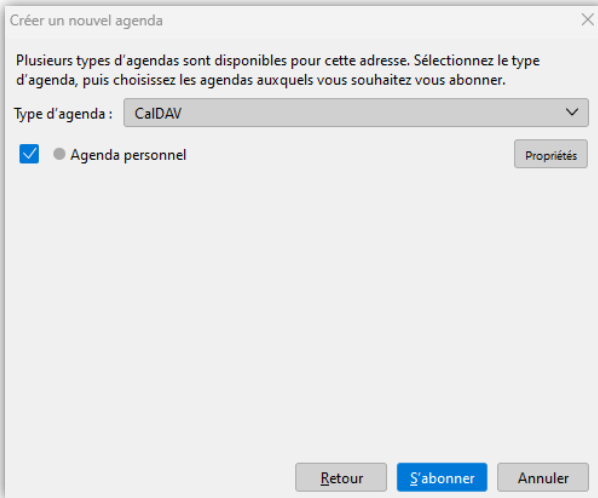 Créer un nouvel agenda
Plusieurs types d’agendas sont disponibles pour cette adresse. Sélectionnez le type
d’agenda, puis choisissez les agendas auxquels vous souhaitez vous abonner.
Type d’agenda : CalDAV
Agenda personnel Propriétés
Retour S’abonner Annuler